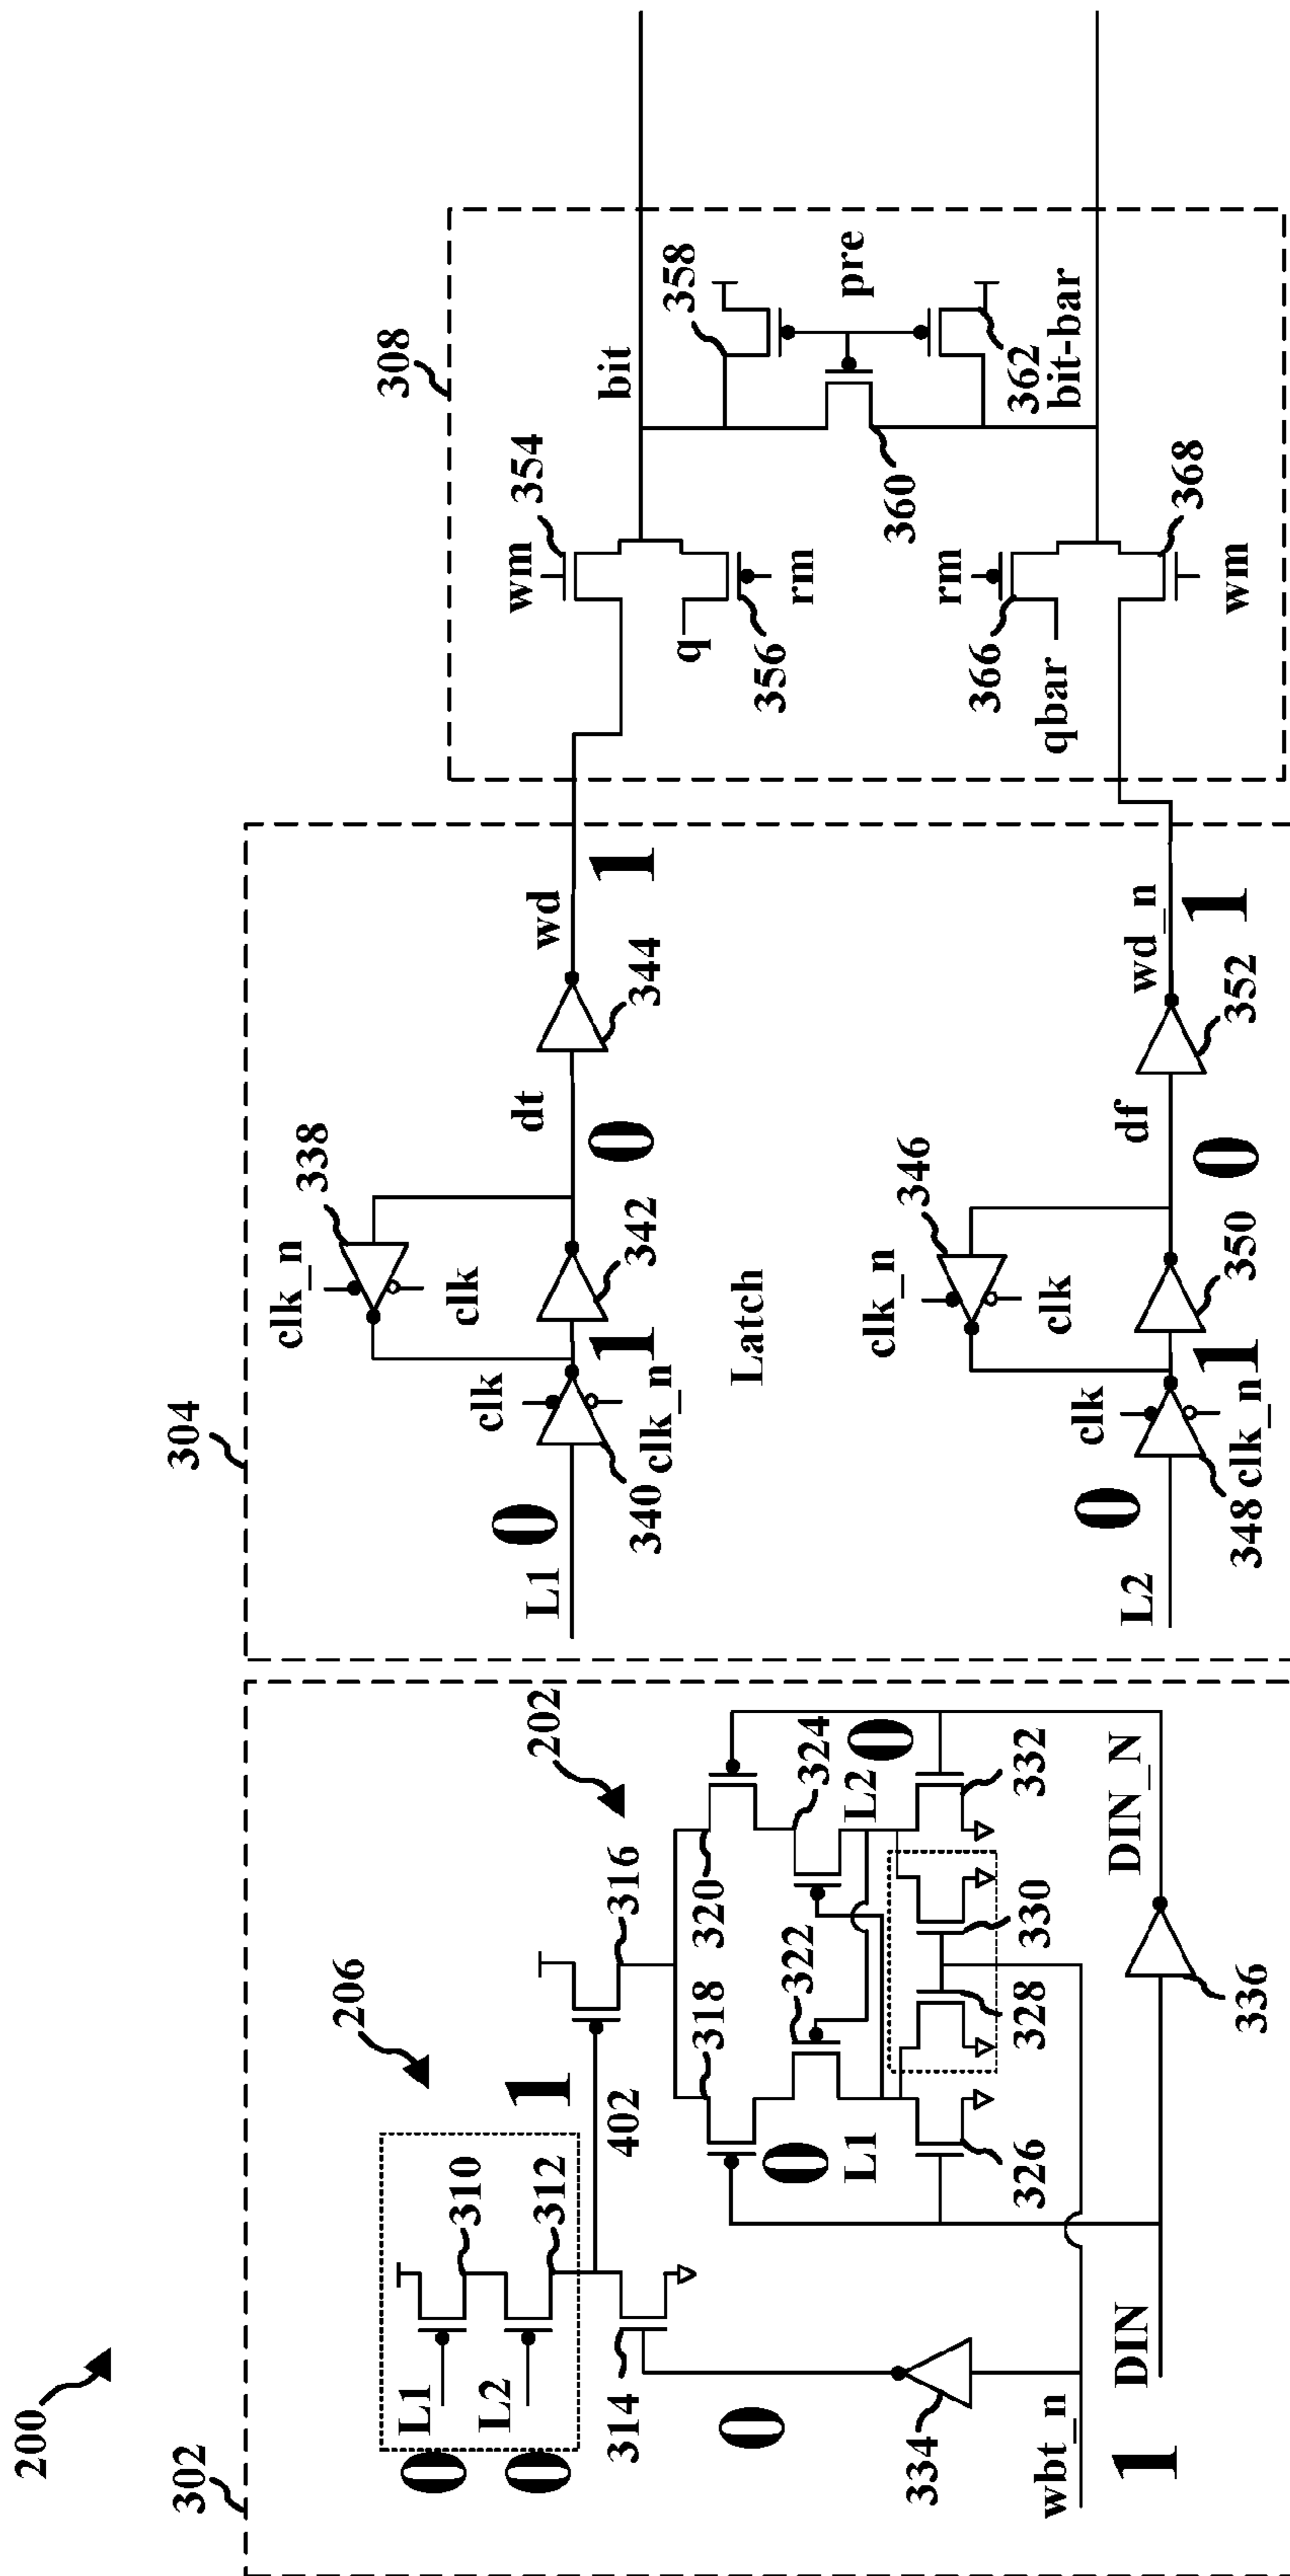 200
302
206
L1
0
L2
0
310
312
1
314
402
316
202
318
320
322
324
0
L1
L2
0
326
328
330
332
0
334
wbt_n
1
DIN
336
DIN_N
304
L1
0
340
clk
clk_n
1
338
clk_n
clk
342
dt
0
344
wd
1
Latch
L2
0
348
clk
clk_n
1
346
clk_n
clk
350
df
0
352
wd_n
1
308
wm
354
q
356
rm
bit
358
pre
360
362
bit-bar
rm
366
qbar
368
wm